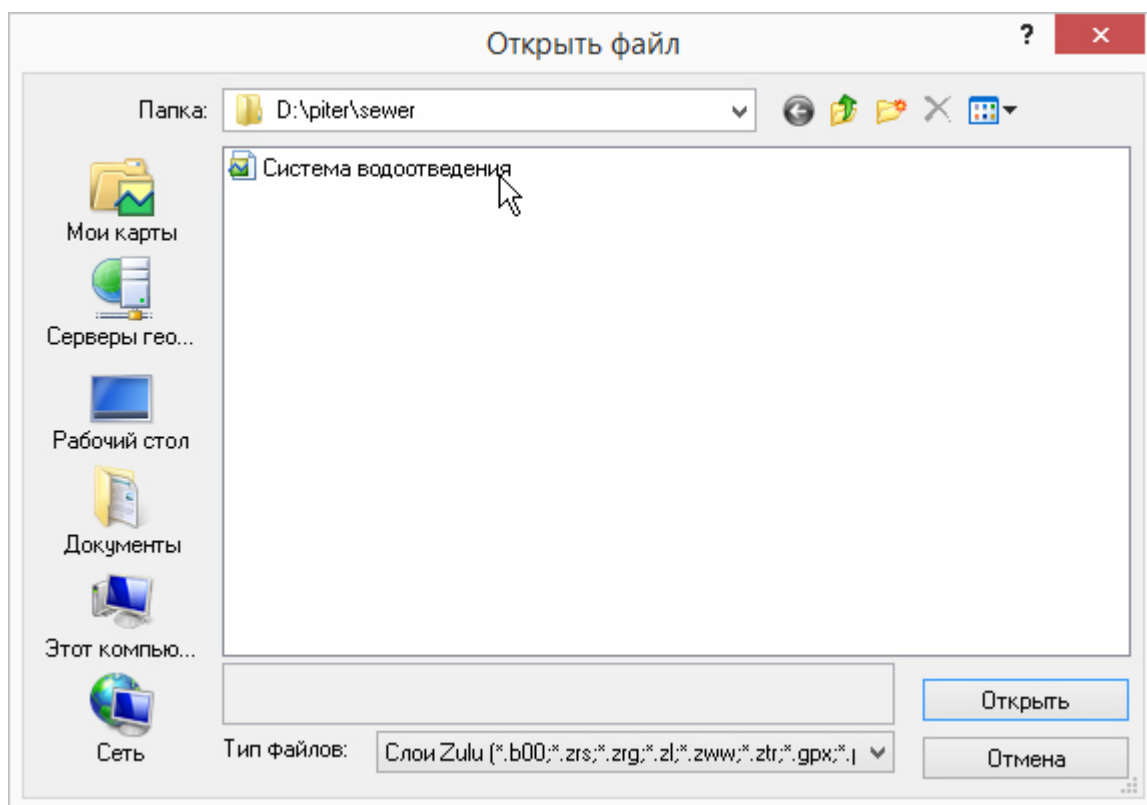 Открыть файл
?
Папка: D:\piter\sewer
Система водоотведения
Мои карты
Серверы гео...
Рабочий стол
Документы
Этот компью...
Сеть
Открыть
Тип файлов: Слои Zulu (*.b00;*.zrs;*.zrg;*.zl;*.zww;*.ztr;*.gpx;*.
Отмена